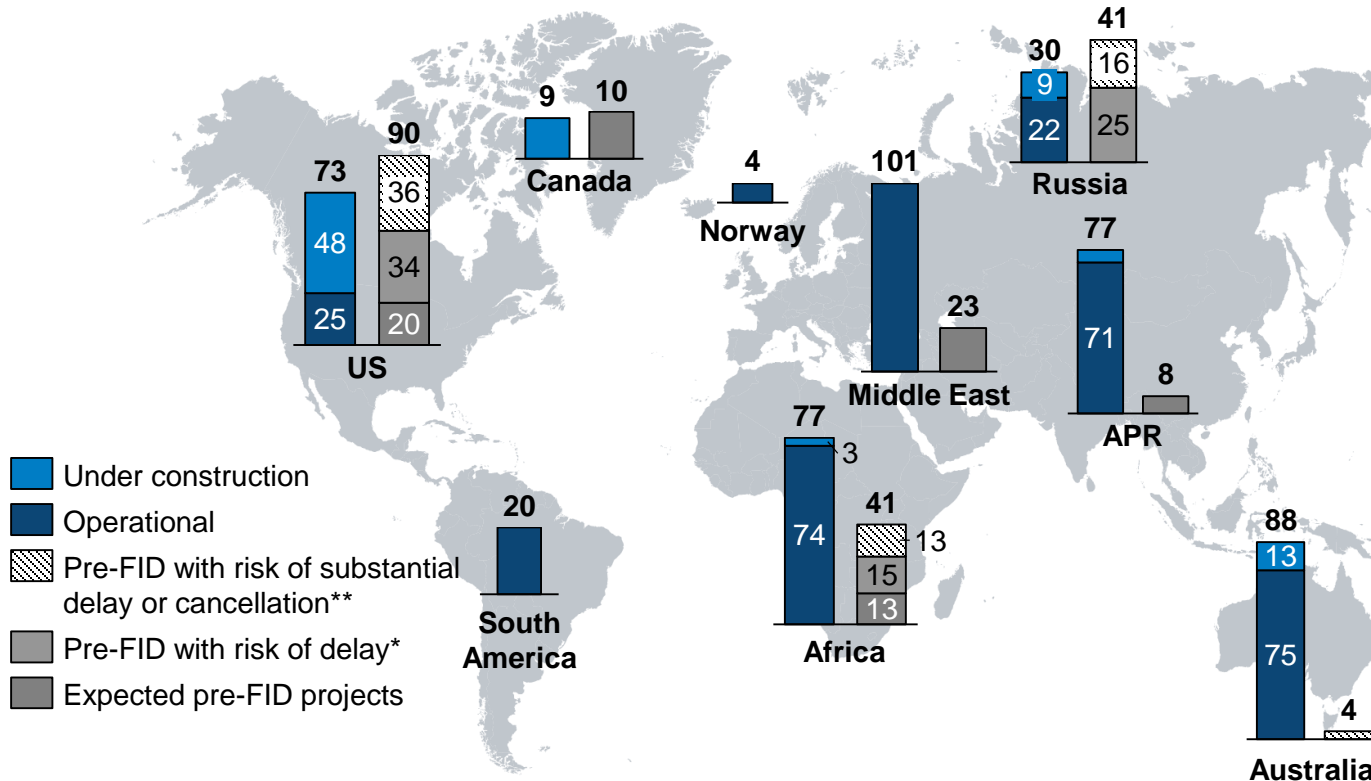 41
30
16
9
22
25
Russia
9
10
Canada
90
73
36
48
34
25
20
US
4
Norway
101
23
Middle East
77
71
8
APR
77
3
74
41
13
15
13
Africa
20
South
America
88
13
75
4
Australia
Under construction
Operational
Pre-FID with risk of substantial
delay or cancellation**
Pre-FID with risk of delay*
Expected pre-FID projects